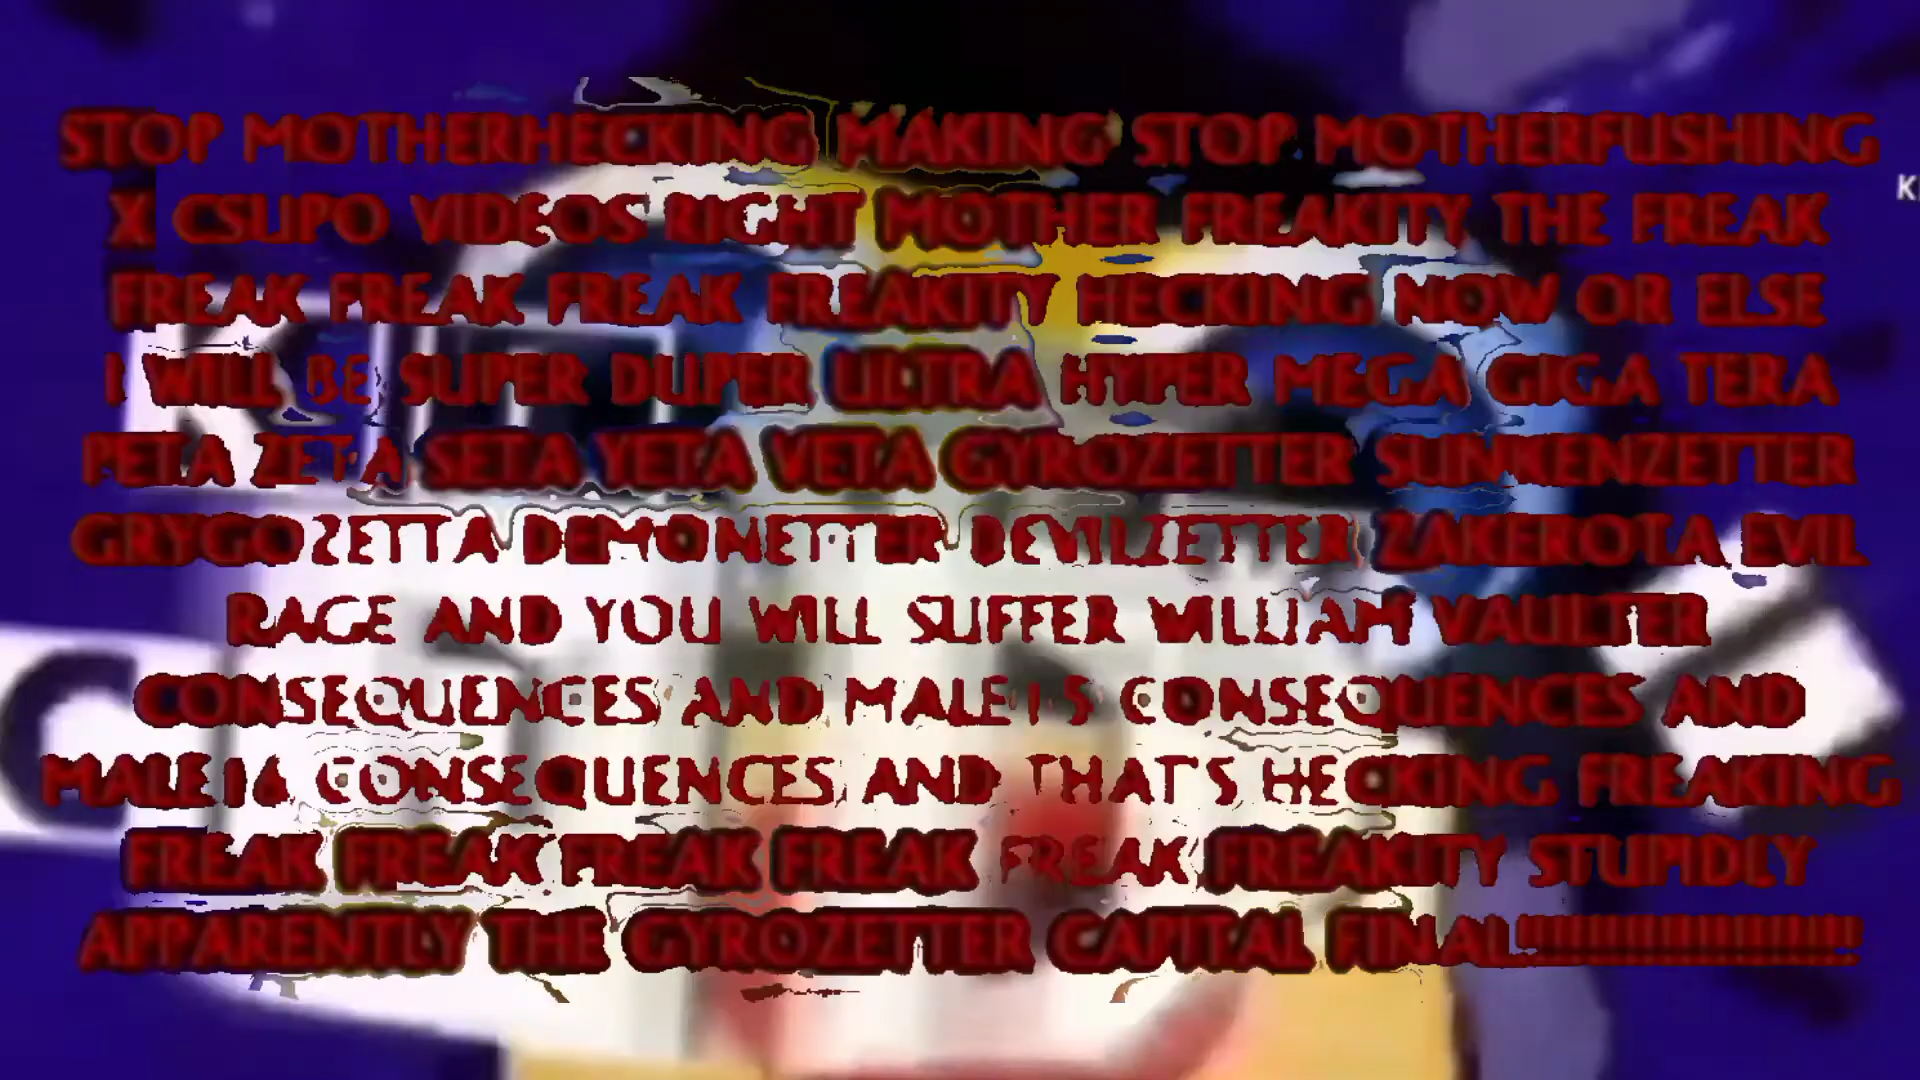 STOP MOTHERHECKING MAKING STOP MOTHERFUSHING
X CSUPO VIDEOS RIGHT MOTHER FREAKITY THE FREAK
FREAK FREAK FREAK FREAKITY HECKING NOW OR ELSE
I WILL BE SUPER DUPER ULTRA HYPER MEGA GIGA TERA
PETA ZETA SETA YETA VETA GYROZETTER SUNKENZETTER
GRYGOZETTA DEMONETTER DEVILZETTER ZAKEROTA EVIL
RAGE AND YOU WILL SUFFER WILLIAM VAULTER
CONSEQUENCES AND MALE15 CONSEQUENCES AND
MALE16 CONSEQUENCES AND THAT'S HECKING FREAKING
FREAK FREAK FREAK FREAK FREAK FREAKITY STUPIDLY
APPARENTLY THE GYROZETTER CAPITAL FINAL!!!!!!!!!!!!!!!!!!!!!!!!